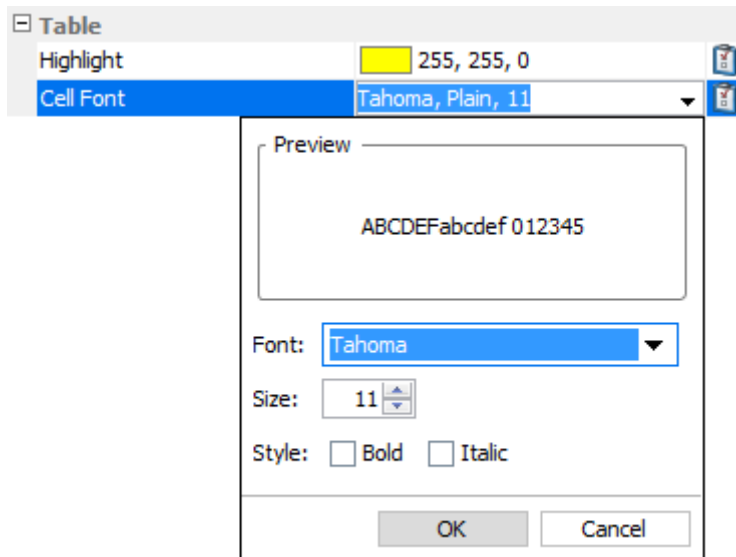 Table
Highlight 255, 255, 0
Cell Font Tahoma, Plain, 11
Preview
ABCDEFabcdef 012345
Font: Tahoma
Size: 11
Style: Bold Italic
OK Cancel